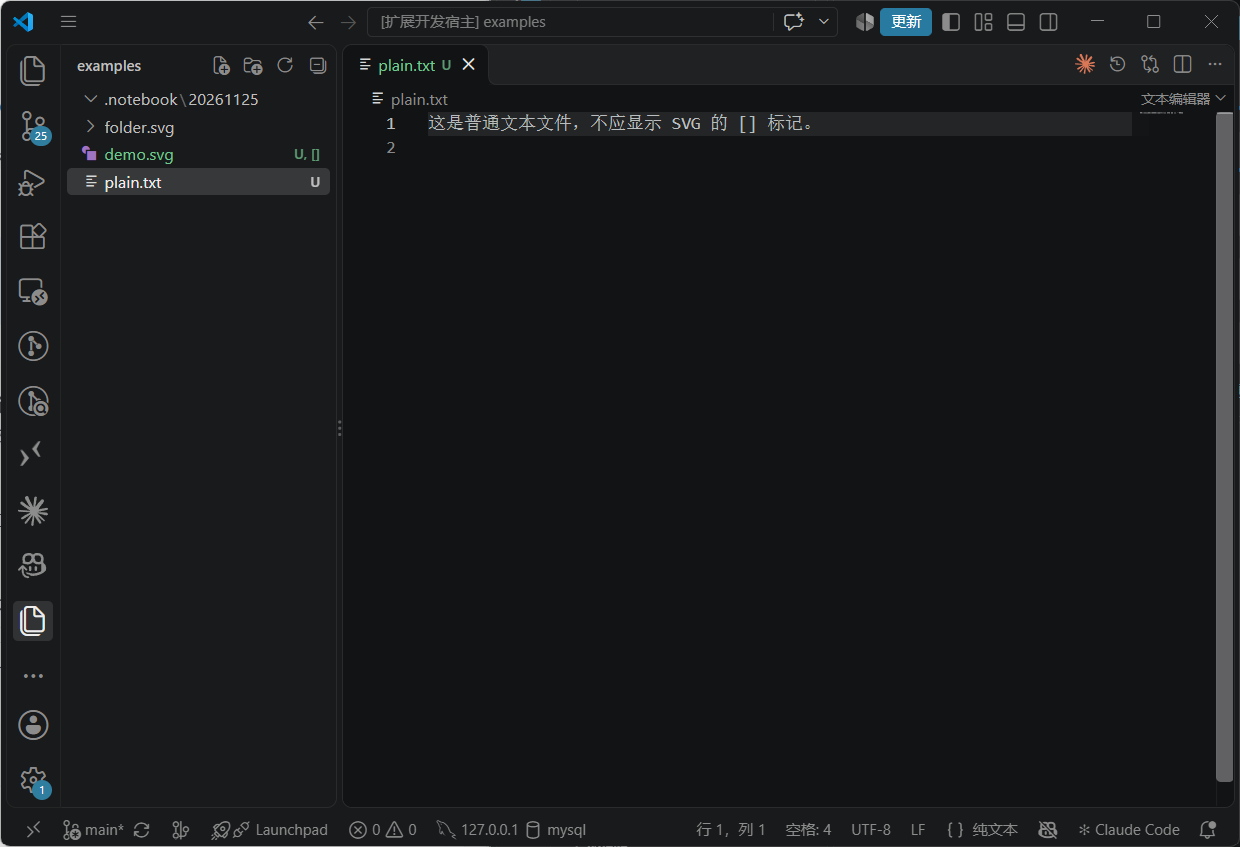 [扩展开发宿主] examples
更新
examples
.notebook\20261125
folder.svg
demo.svg U, []
plain.txt U
25
1
plain.txt U
plain.txt
文本编辑器
1 这是普通文本文件，不应显示 SVG 的 [] 标记。
2
main* Launchpad 0 0 127.0.0.1 mysql 行 1，列 1 空格: 4 UTF-8 LF { } 纯文本 Claude Code